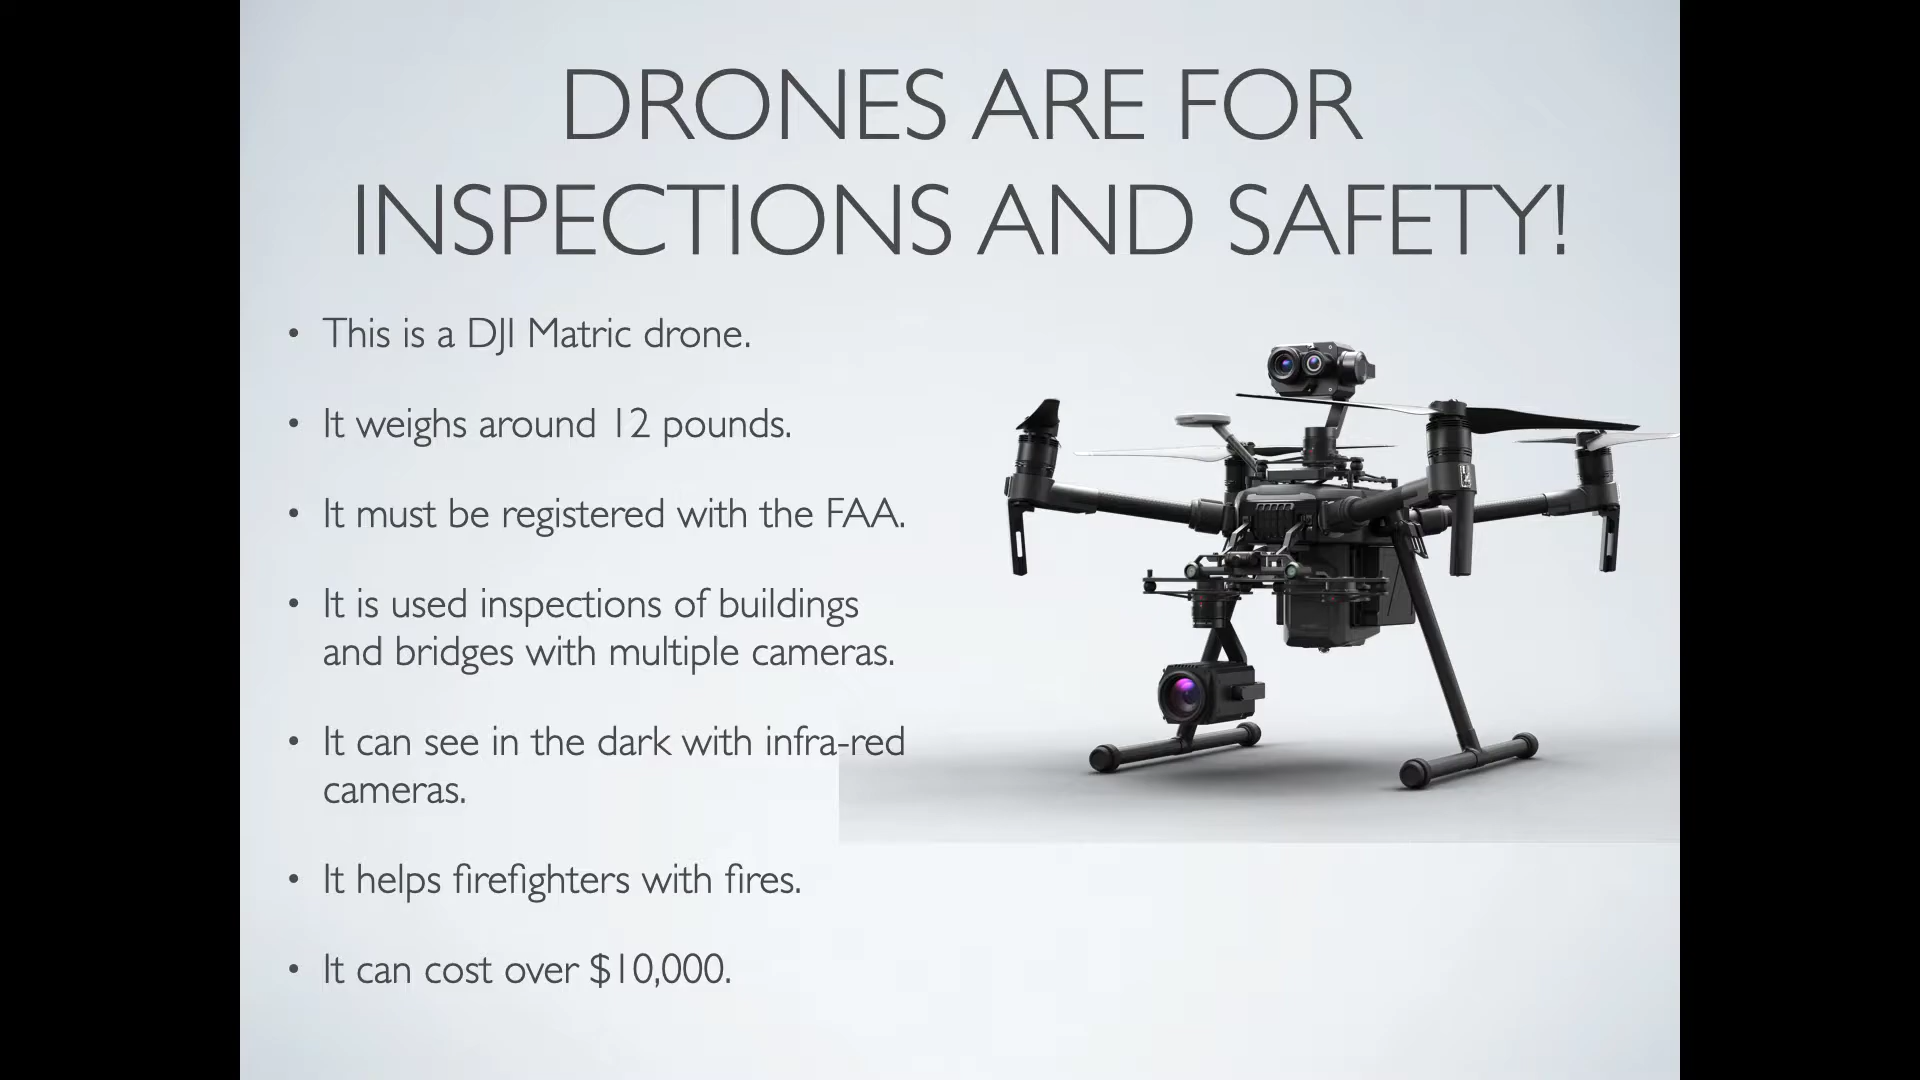 DRONES ARE FOR
INSPECTIONS AND SAFETY!
• This is a DJI Matric drone.
• It weighs around 12 pounds.
• It must be registered with the FAA.
• It is used inspections of buildings
and bridges with multiple cameras.
• It can see in the dark with infra-red
cameras.
• It helps firefighters with fires.
• It can cost over $10,000.